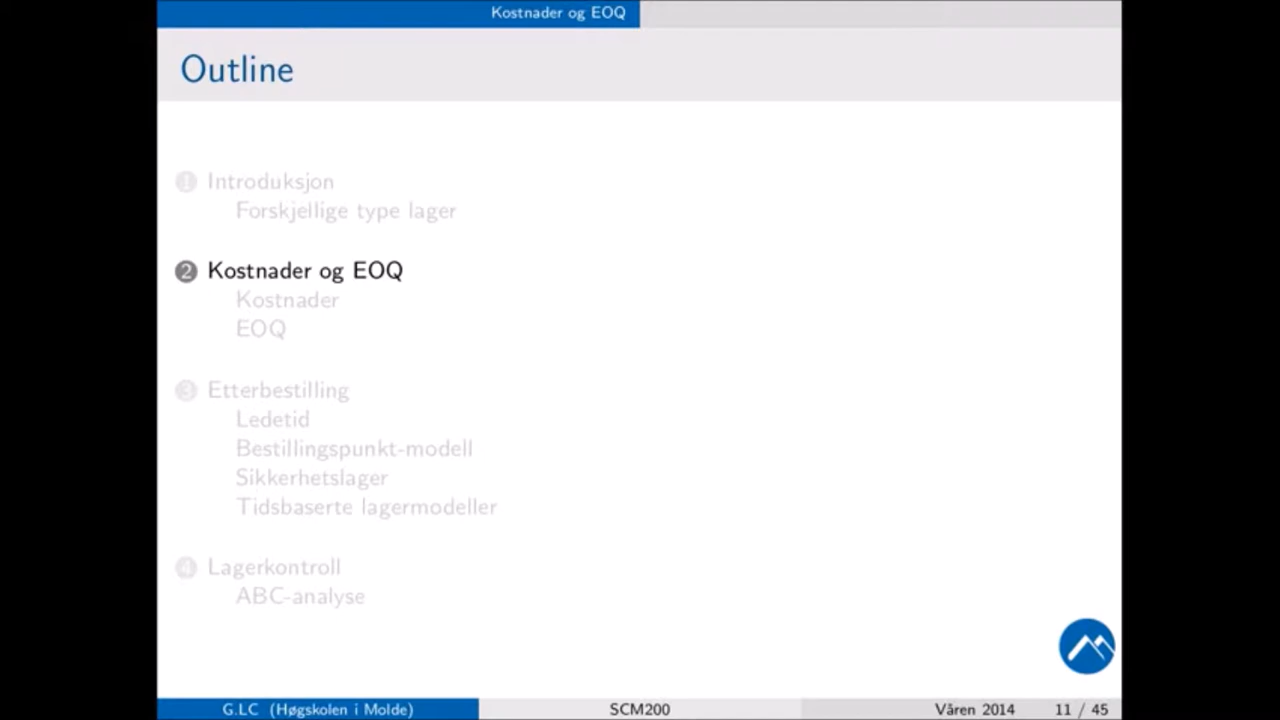 Kostnader og EOQ
Outline
1 Introduksjon
Forskjellige type lager
2 Kostnader og EOQ
Kostnader
EOQ
3 Etterbestilling
Ledetid
Bestillingspunkt-modell
Sikkerhetslager
Tidsbaserte lagermodeller
4 Lagerkontroll
ABC-analyse
G.LC (Høgskolen i Molde) SCM200 Våren 2014 11 / 45